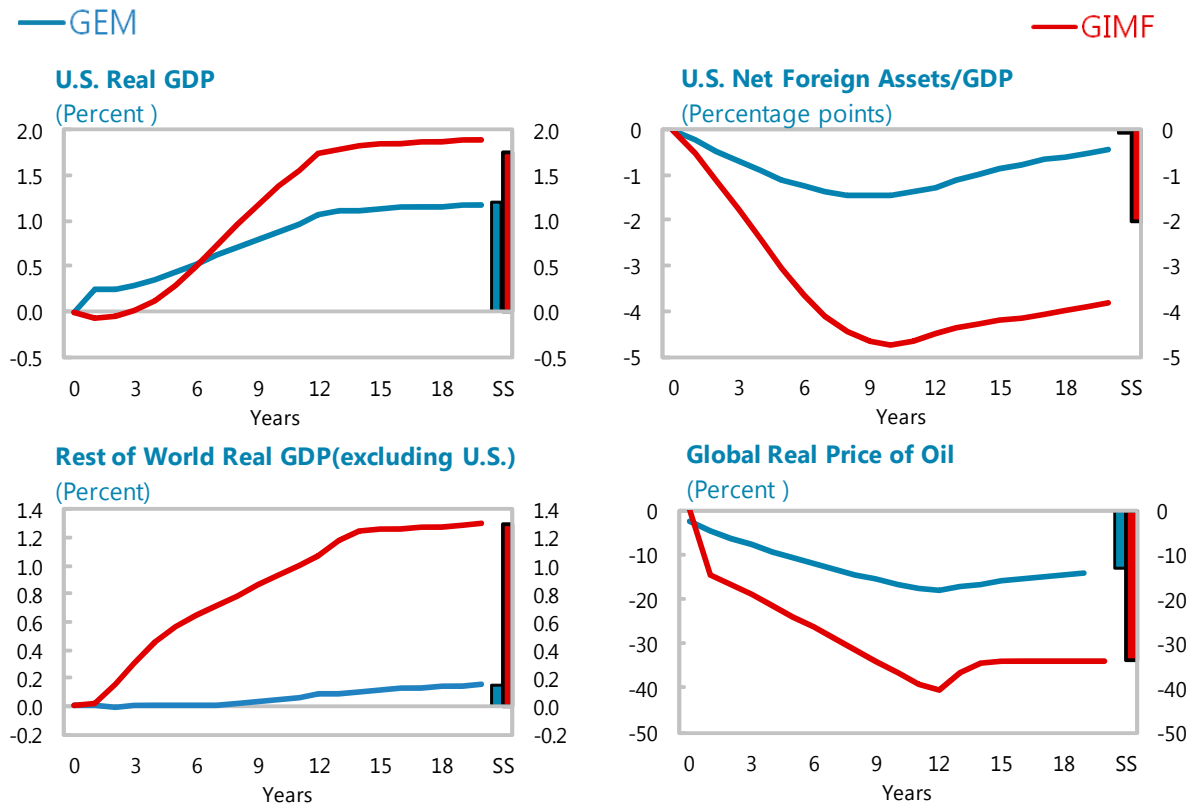 GEM
GIMF
U.S. Real GDP
(Percent )
2.0 2.0
1.5 1.5
1.0 1.0
0.5 0.5
0.0 0.0
-0.5 -0.5
0 3 6 9 12 15 18 SS
Years
U.S. Net Foreign Assets/GDP
(Percentage points)
0 0
-1 -1
-2 -2
-3 -3
-4 -4
-5 -5
0 3 6 9 12 15 18 SS
Years
Rest of World Real GDP(excluding U.S.)
(Percent)
1.4 1.4
1.2 1.2
1.0 1.0
0.8 0.8
0.6 0.6
0.4 0.4
0.2 0.2
0.0 0.0
-0.2 -0.2
0 3 6 9 12 15 18 SS
Years
Global Real Price of Oil
(Percent )
0 0
-10 -10
-20 -20
-30 -30
-40 -40
-50 -50
0 3 6 9 12 15 18 SS
Years